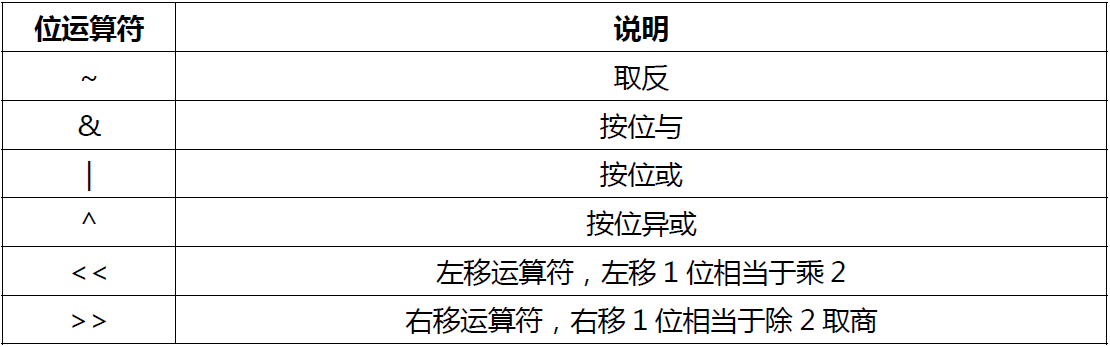 位运算符 说明
~ 取反
& 按位与
| 按位或
^ 按位异或
<< 左移运算符，左移1位相当于乘2
>> 右移运算符，右移1位相当于除2取商